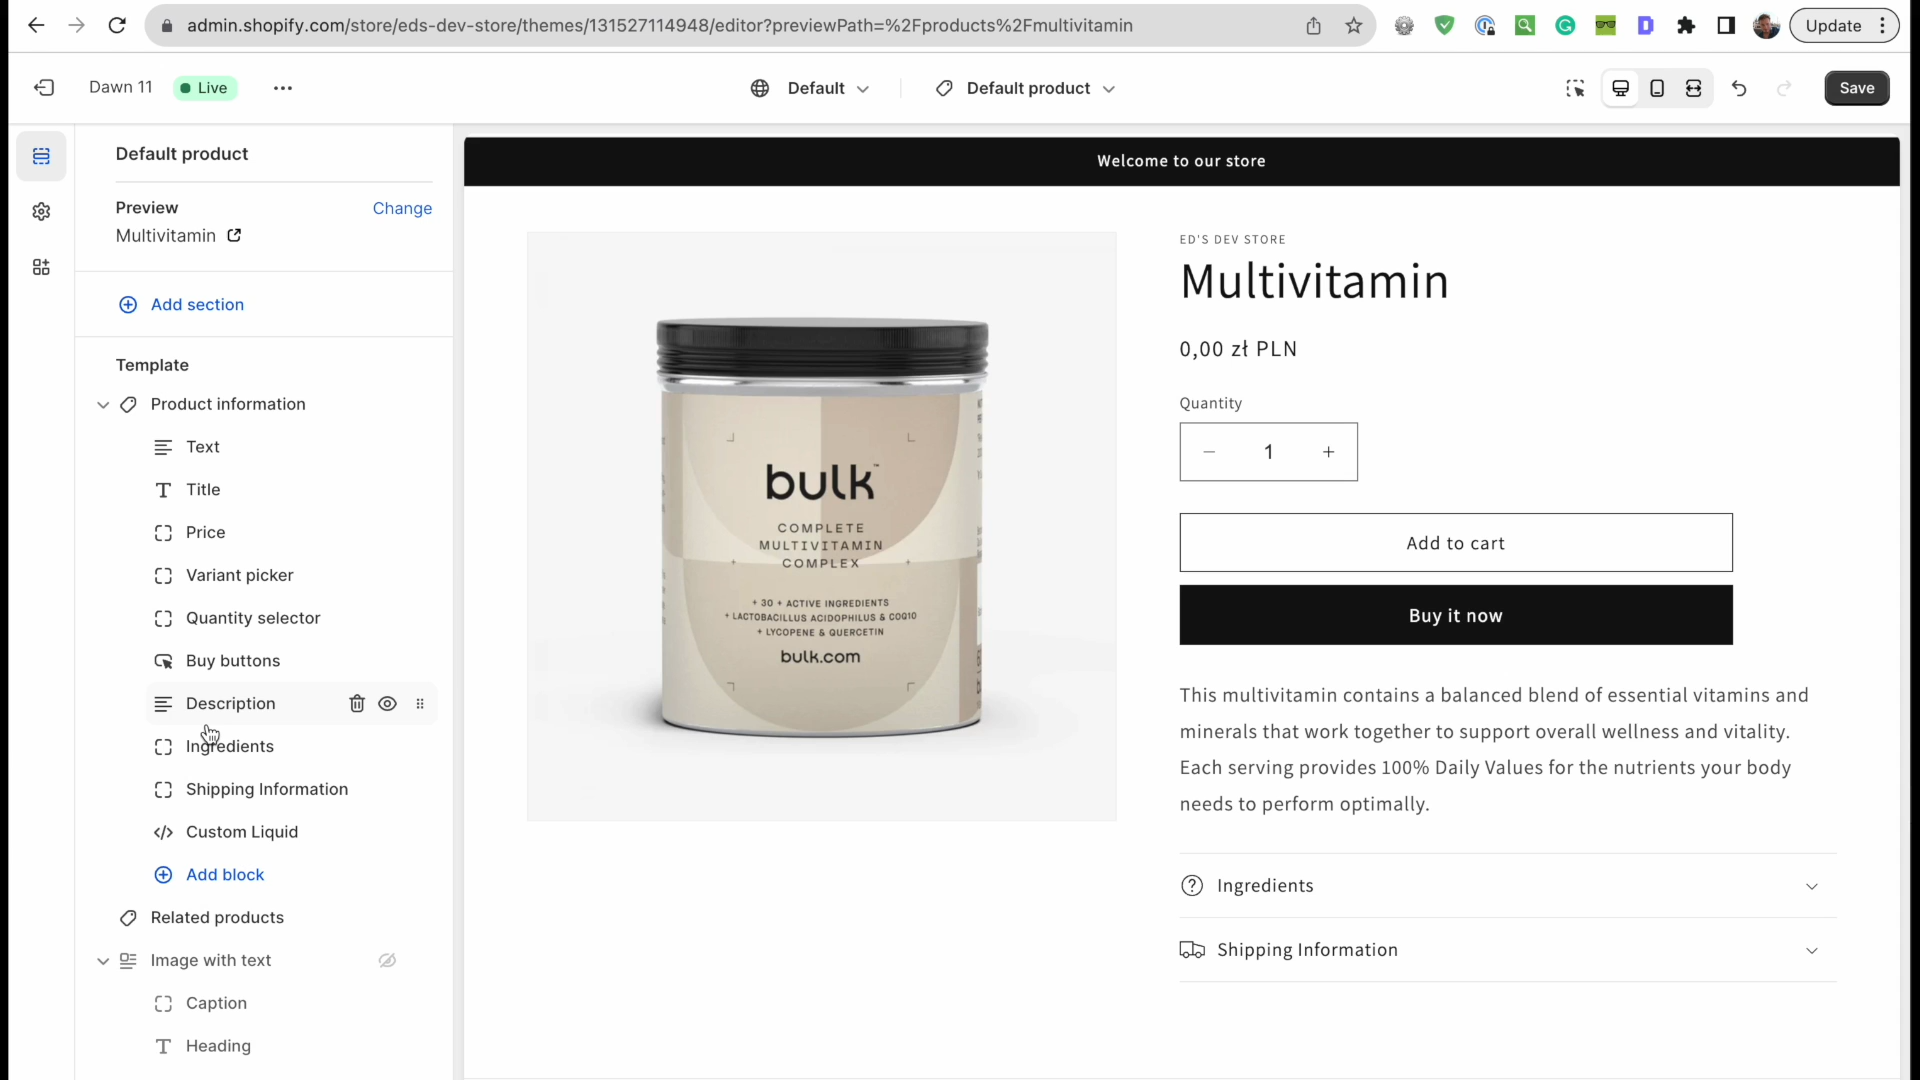 admin.shopify.com/store/eds-dev-store/themes/131527114948/editor?previewPath=%2Fproducts%2Fmultivitamin
Update
Dawn 11
Live
Default
Default product
Save
Default product
Preview
Change
Multivitamin
Add section
Template
Product information
Text
Title
Price
Variant picker
Quantity selector
Buy buttons
Description
Ingredients
Shipping Information
Custom Liquid
Add block
Related products
Image with text
Caption
Heading
Welcome to our store
bulk™
COMPLETE
MULTIVITAMIN
COMPLEX
+ 30 + ACTIVE INGREDIENTS
+ LACTOBACILLUS ACIDOPHILUS & COQ10
+ LYCOPENE & QUERCETIN
bulk.com
ED'S DEV STORE
Multivitamin
0,00 zł PLN
Quantity
1
Add to cart
Buy it now
This multivitamin contains a balanced blend of essential vitamins and
minerals that work together to support overall wellness and vitality.
Each serving provides 100% Daily Values for the nutrients your body
needs to perform optimally.
Ingredients
Shipping Information